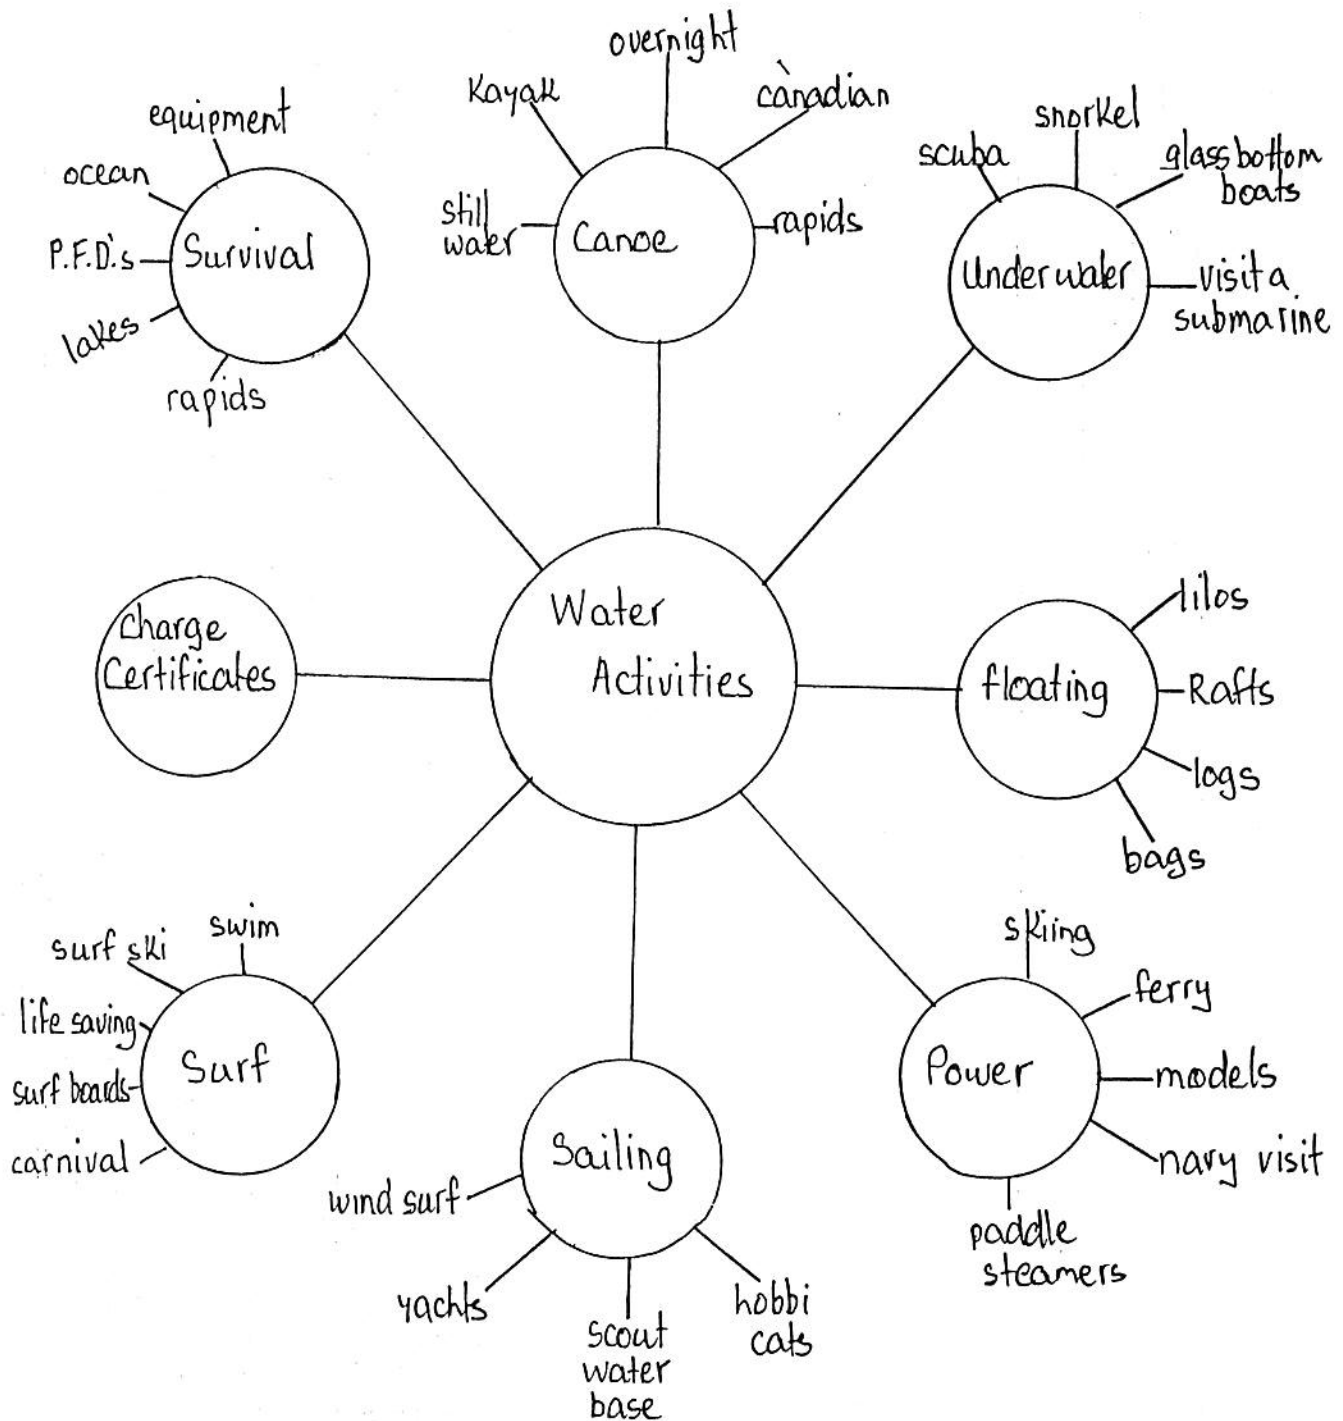 overnight
Kayak
canadian
equipment
ocean
P.F.D.'s
lakes
rapids
Survival
still
water
Canoe
rapids
scuba
snorkel
glass bottom
boats
Underwater
visit a
submarine
Water
Activities
Charge
Certificates
floating
lilos
Rafts
logs
bags
surf ski
swim
life saving
surf boards
carnival
Surf
Sailing
wind surf
yachts
scout
water
base
hobbi
cats
Power
skiing
ferry
models
navy visit
paddle
steamers